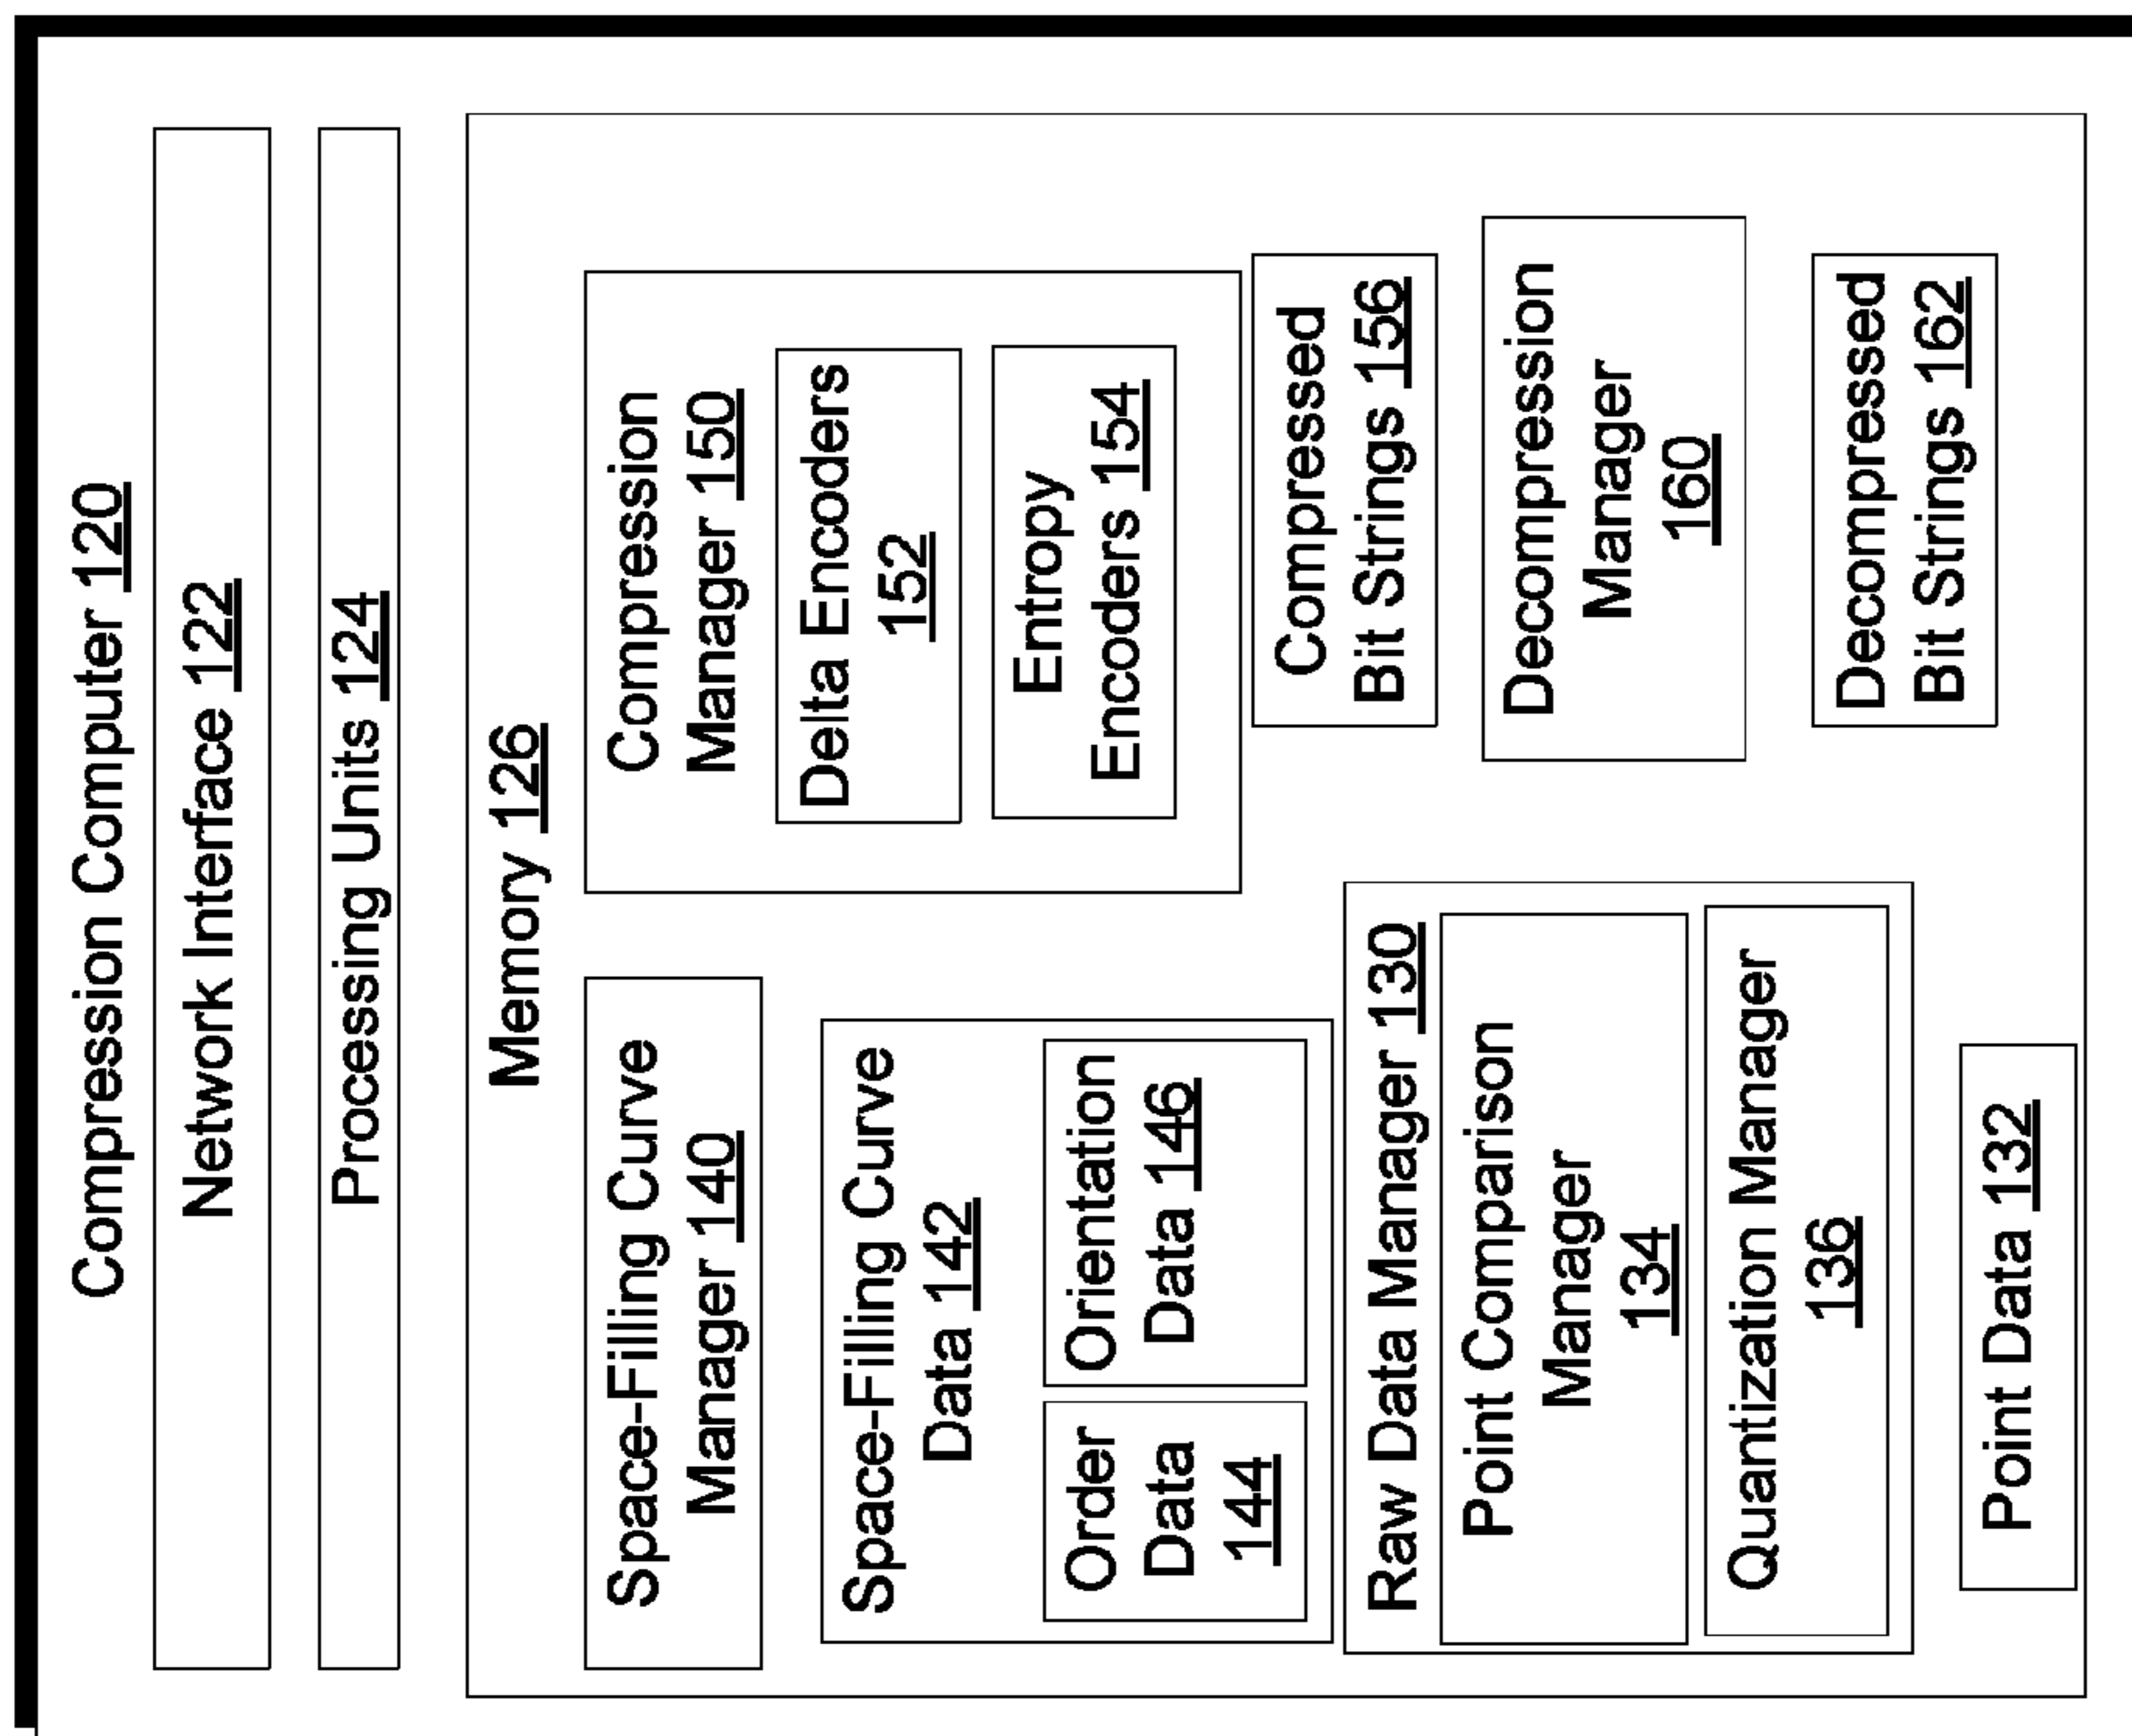 Compression Computer 120
Network Interface 122
Processing Units 124
Memory 126
Space-Filling Curve
Manager 140
Space-Filling Curve
Data 142
Order
Data
144
Orientation
Data 146
Raw Data Manager 130
Point Comparison
Manager
134
Quantization Manager
136
Point Data 132
Compression
Manager 150
Delta Encoders
152
Entropy
Encoders 154
Compressed
Bit Strings 156
Decompression
Manager
160
Decompressed
Bit Strings 162